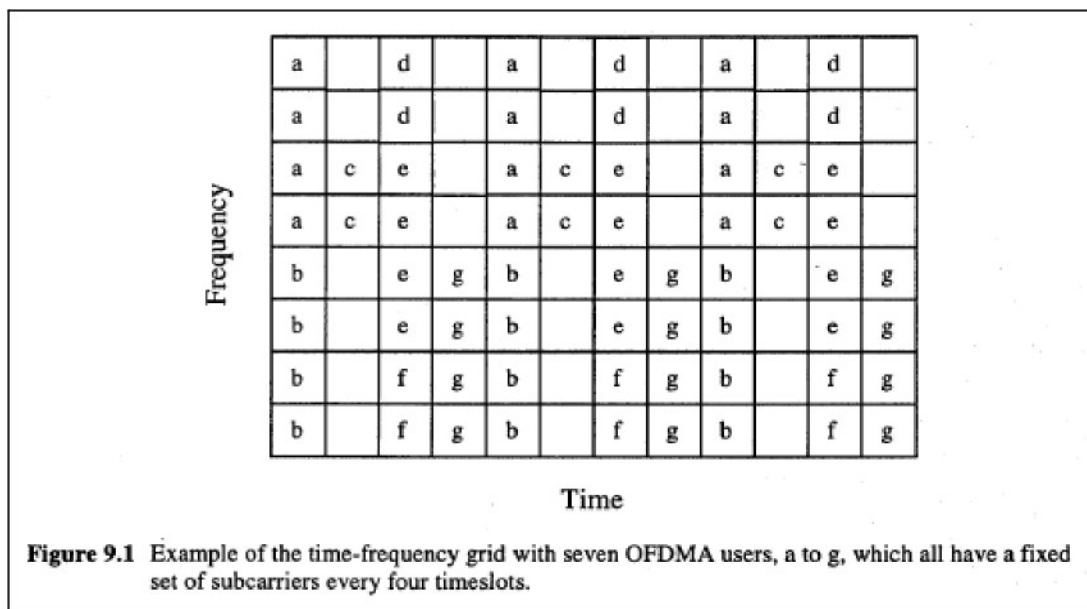 a d a d a d
a d a d a d
a c e a c e a c e
a c e a c e a c e
b e g b e g b e g
b e g b e g b e g
b f g b f g b f g
b f g b f g b f g
Frequency
Time
Figure 9.1 Example of the time-frequency grid with seven OFDMA users, a to g, which all have a fixed
set of subcarriers every four timeslots.